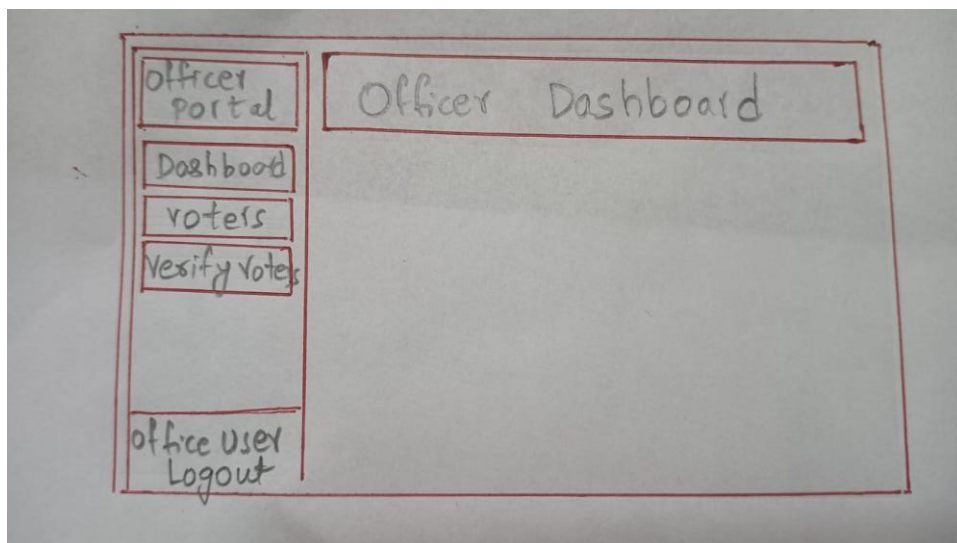 Officer
Portal
Officer Dashboard
Dashboard
voters
Verify Voters
Office User
Logout